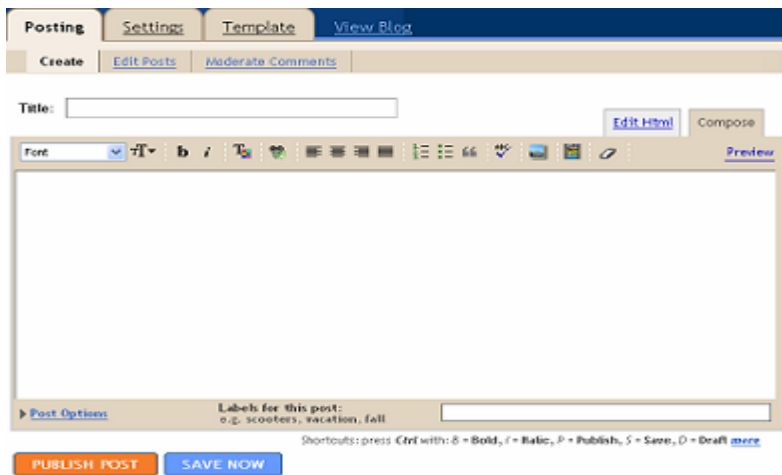 Posting Settings Template View Blog
Create Edit Posts Moderate Comments
Title:
Edit Html Compose
Font T b i T ABC Preview
Post Options Labels for this post:
e.g. scooters, vacation, fall
Shortcuts: press Ctrl with: B = Bold, I = Italic, P = Publish, S = Save, D = Draft more
PUBLISH POST SAVE NOW